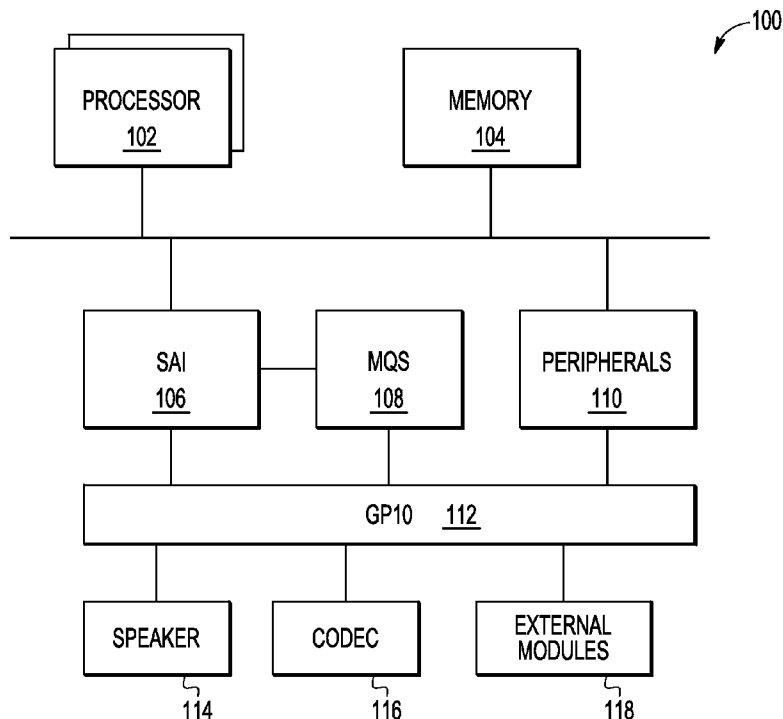 100
PROCESSOR
102
MEMORY
104
SAI
106
MQS
108
PERIPHERALS
110
GP10 112
SPEAKER
CODEC
EXTERNAL
MODULES
114
116
118